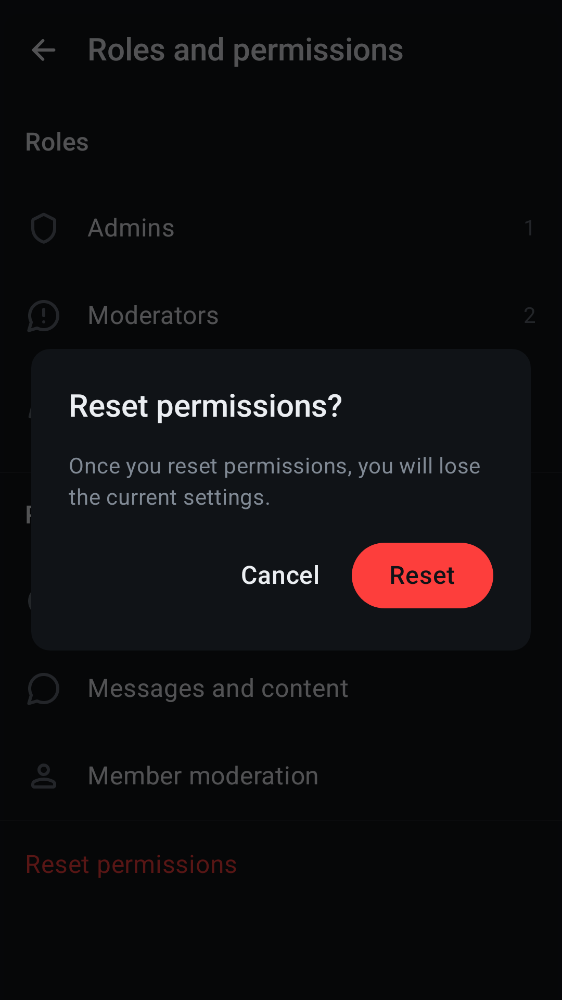 Roles and permissions
Roles
Admins 1
Moderators 2
Reset permissions?
Once you reset permissions, you will lose
the current settings.
Cancel Reset
Messages and content
Member moderation
Reset permissions